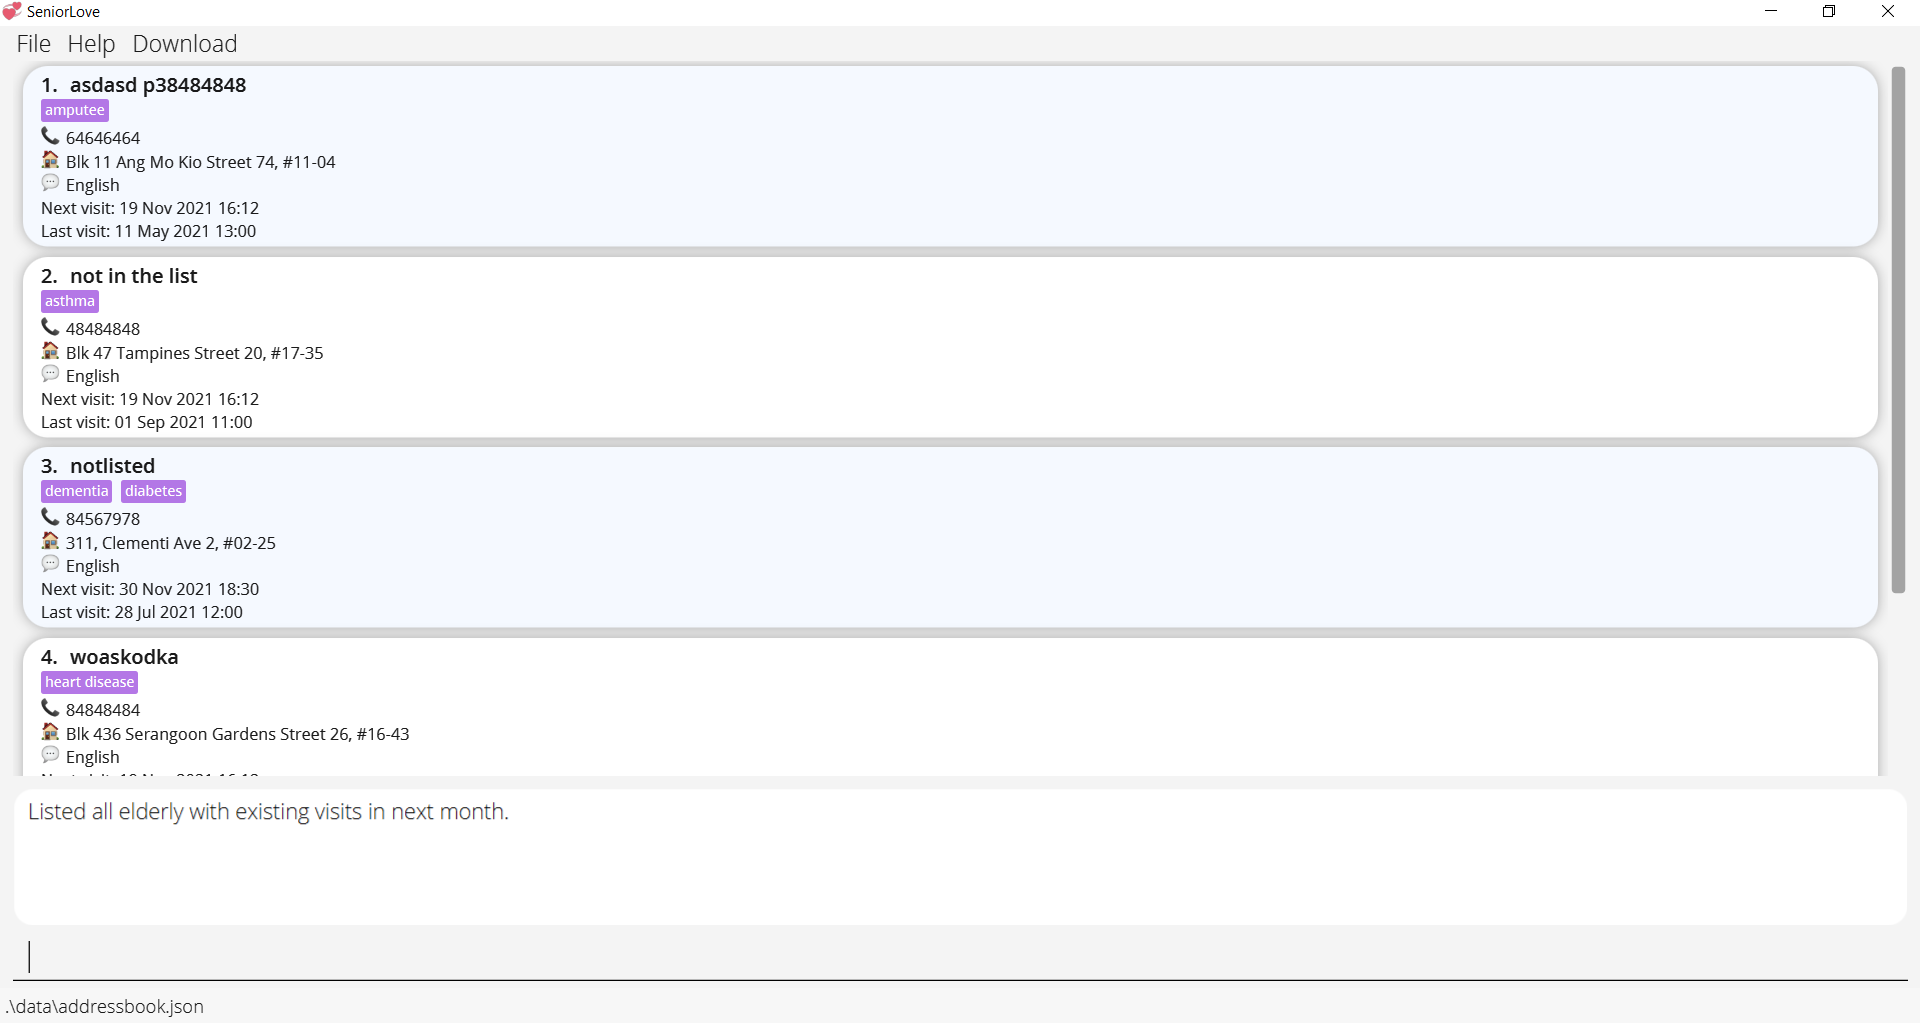 SeniorLove
File Help Download
1. asdasd p38484848
amputee
64646464
Blk 11 Ang Mo Kio Street 74, #11-04
English
Next visit: 19 Nov 2021 16:12
Last visit: 11 May 2021 13:00
2. not in the list
asthma
48484848
Blk 47 Tampines Street 20, #17-35
English
Next visit: 19 Nov 2021 16:12
Last visit: 01 Sep 2021 11:00
3. notlisted
dementia diabetes
84567978
311, Clementi Ave 2, #02-25
English
Next visit: 30 Nov 2021 18:30
Last visit: 28 Jul 2021 12:00
4. woaskodka
heart disease
84848484
Blk 436 Serangoon Gardens Street 26, #16-43
English
Listed all elderly with existing visits in next month.
.\data\addressbook.json